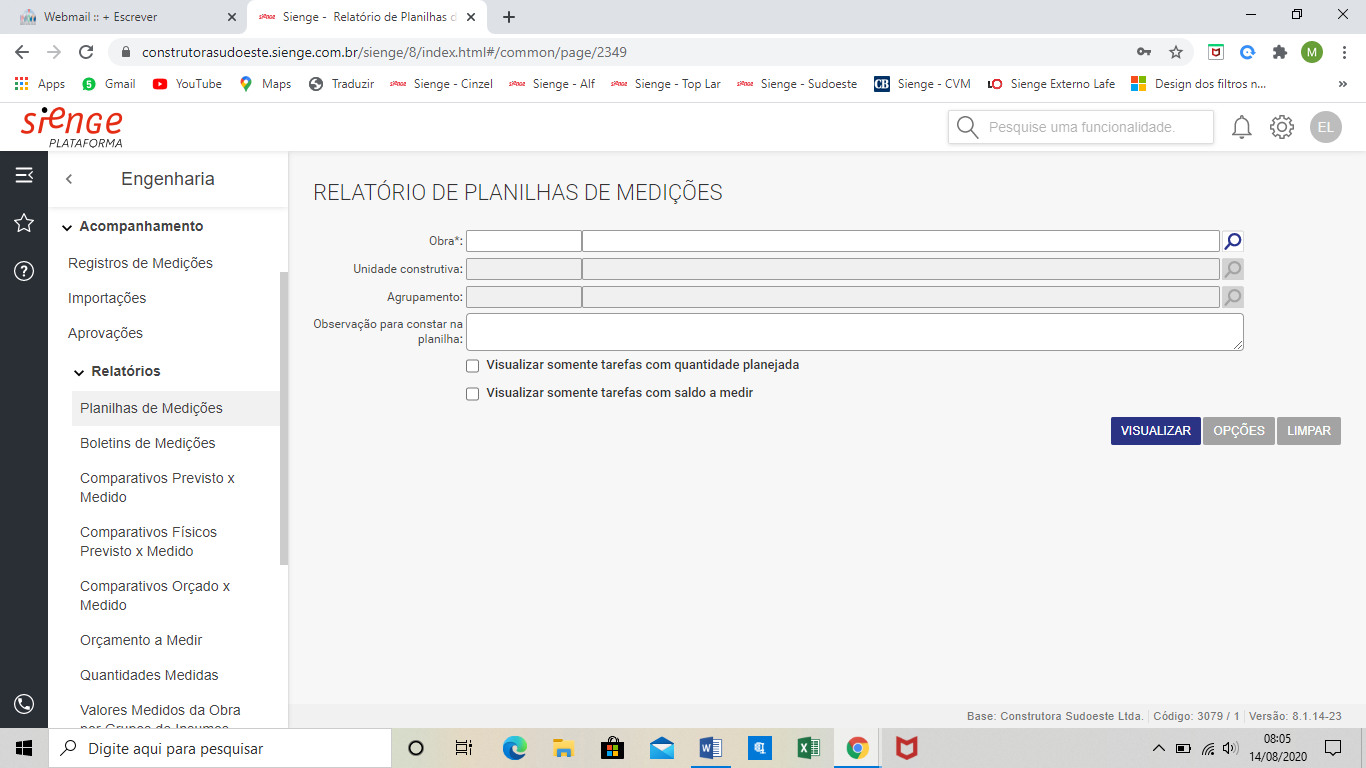 Webmail :: + Escrever
Sienge - Relatório de Planilhas d
construtorasudoeste.sienge.com.br/sienge/8/index.html#/common/page/2349
M
Apps
Gmail
YouTube
Maps
Traduzir
Sienge - Cinzel
Sienge - Alf
Sienge - Top Lar
Sienge - Sudoeste
Sienge - CVM
Sienge Externo Lafe
Design dos filtros n...
sienge
PLATAFORMA
Pesquise uma funcionalidade.
EL
Engenharia
Acompanhamento
Registros de Medições
Importações
Aprovações
Relatórios
Planilhas de Medições
Boletins de Medições
Comparativos Previsto x
Medido
Comparativos Físicos
Previsto x Medido
Comparativos Orçado x
Medido
Orçamento a Medir
Quantidades Medidas
Valores Medidos da Obra
por Grupos de Insumos
RELATÓRIO DE PLANILHAS DE MEDIÇÕES
Obra*:
Unidade construtiva:
Agrupamento:
Observação para constar na
planilha:
Visualizar somente tarefas com quantidade planejada
Visualizar somente tarefas com saldo a medir
VISUALIZAR OPÇÕES LIMPAR
Base: Construtora Sudoeste Ltda. | Código: 3079 / 1 | Versão: 8.1.14-23
Digite aqui para pesquisar
08:05
14/08/2020